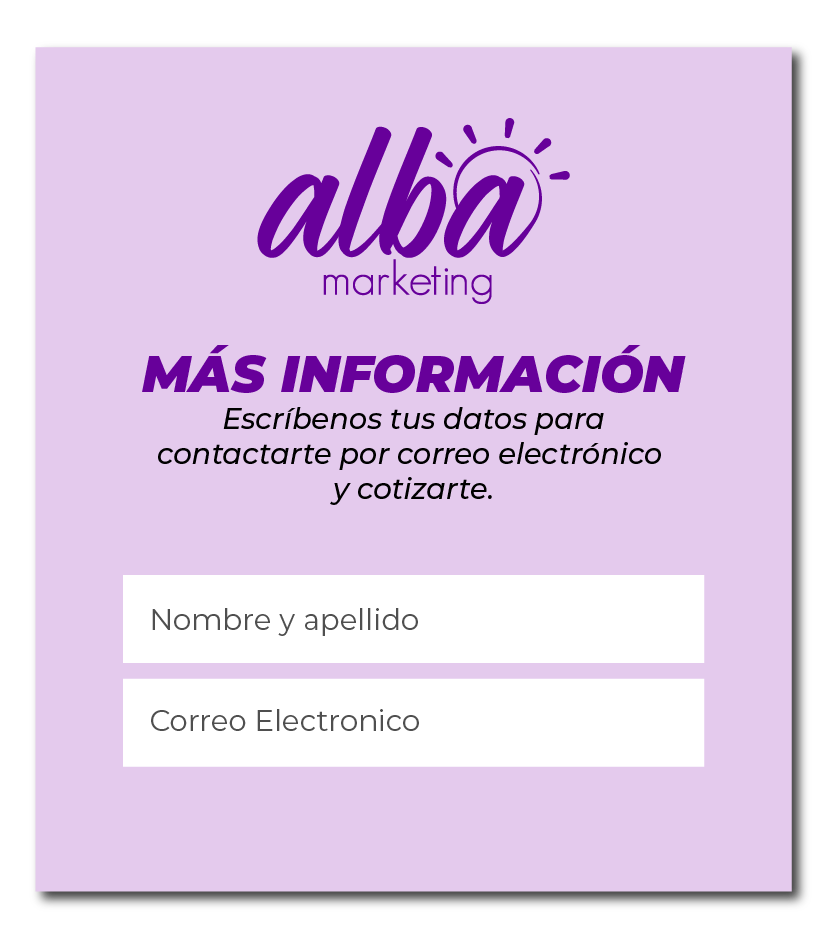 alba
marketing
MÁS INFORMACIÓN
Escríbenos tus datos para
contactarte por correo electrónico
y cotizarte.
Nombre y apellido
Correo Electronico